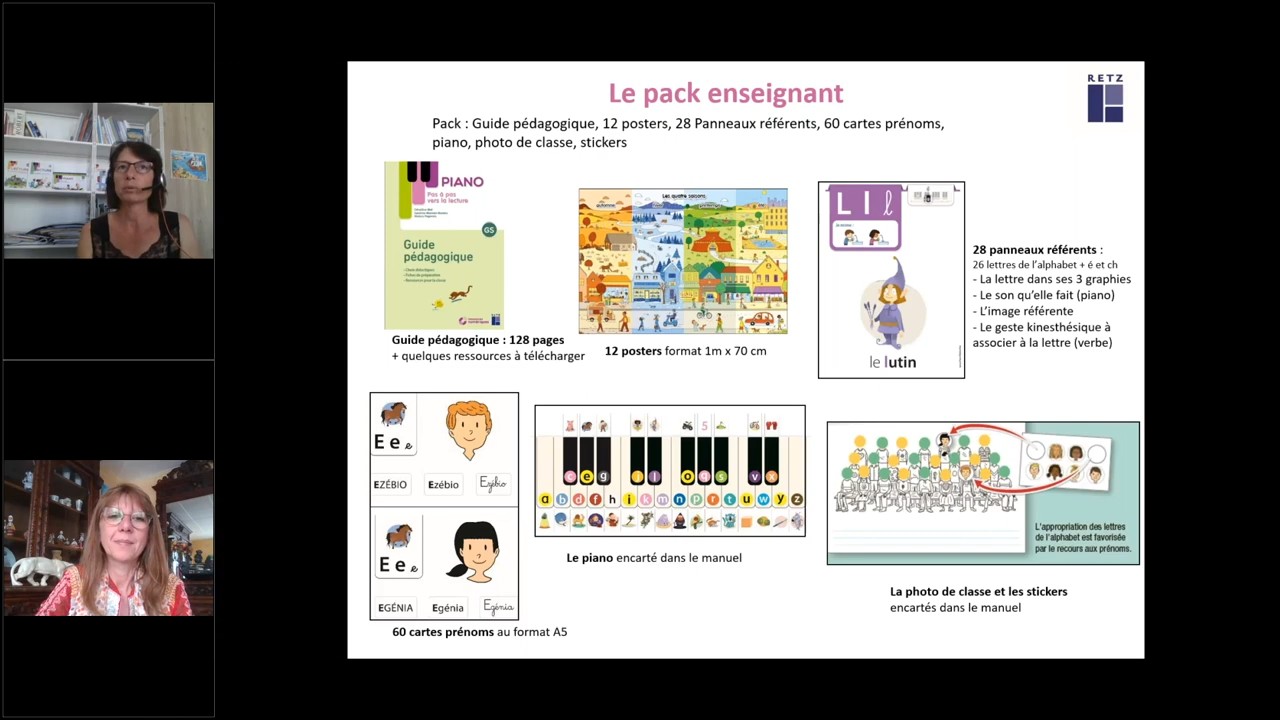 Le pack enseignant
RETZ
Pack : Guide pédagogique, 12 posters, 28 Panneaux référents, 60 cartes prénoms,
piano, photo de classe, stickers
PIANO
Pas à pas
vers la lecture
GS
Guide
pédagogique
Guide pédagogique : 128 pages
+ quelques ressources à télécharger
Les quatre saisons
12 posters format 1m x 70 cm
L l l
le lutin
28 panneaux référents :
26 lettres de l'alphabet + é et ch
- La lettre dans ses 3 graphies
- Le son qu'elle fait (piano)
- L'image référente
- Le geste kinesthésique à
associer à la lettre (verbe)
E e e
EZÉBIO Ezébio Ezébio
E e e
EGÉNIA Egénia Egénia
60 cartes prénoms au format A5
5
c e g j l o q s v x
a b d f h i k m n p r t u w y z
Le piano encarté dans le manuel
L'appropriation des lettres
de l'alphabet est favorisée
par le recours aux prénoms.
La photo de classe et les stickers
encartés dans le manuel